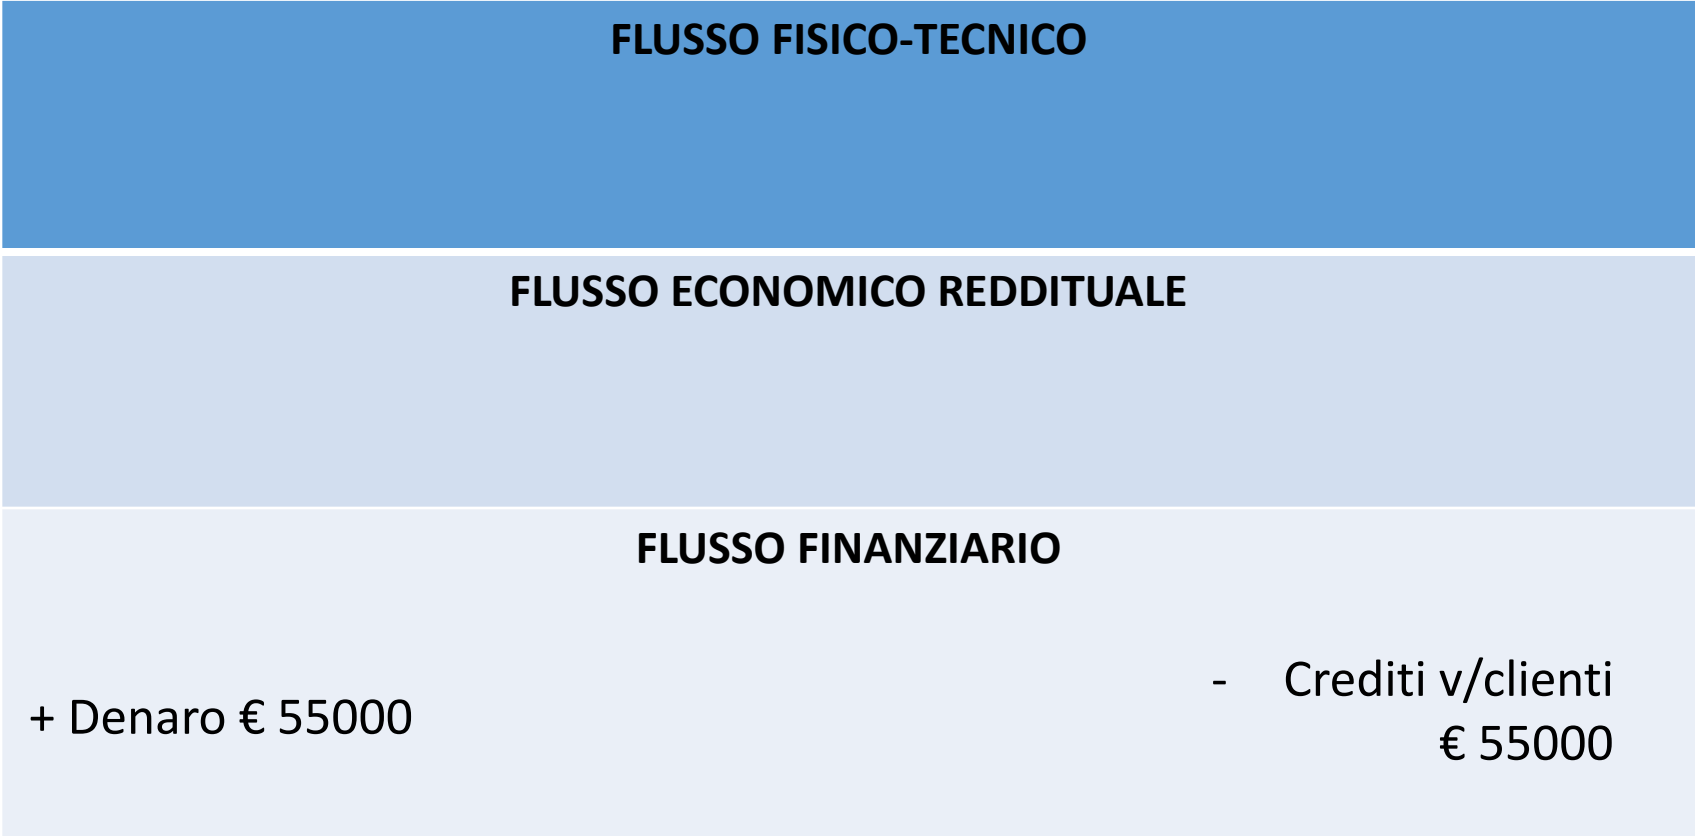 FLUSSO FISICO-TECNICO
FLUSSO ECONOMICO REDDITUALE
FLUSSO FINANZIARIO
+ Denaro € 55000
- Crediti v/clienti
€ 55000